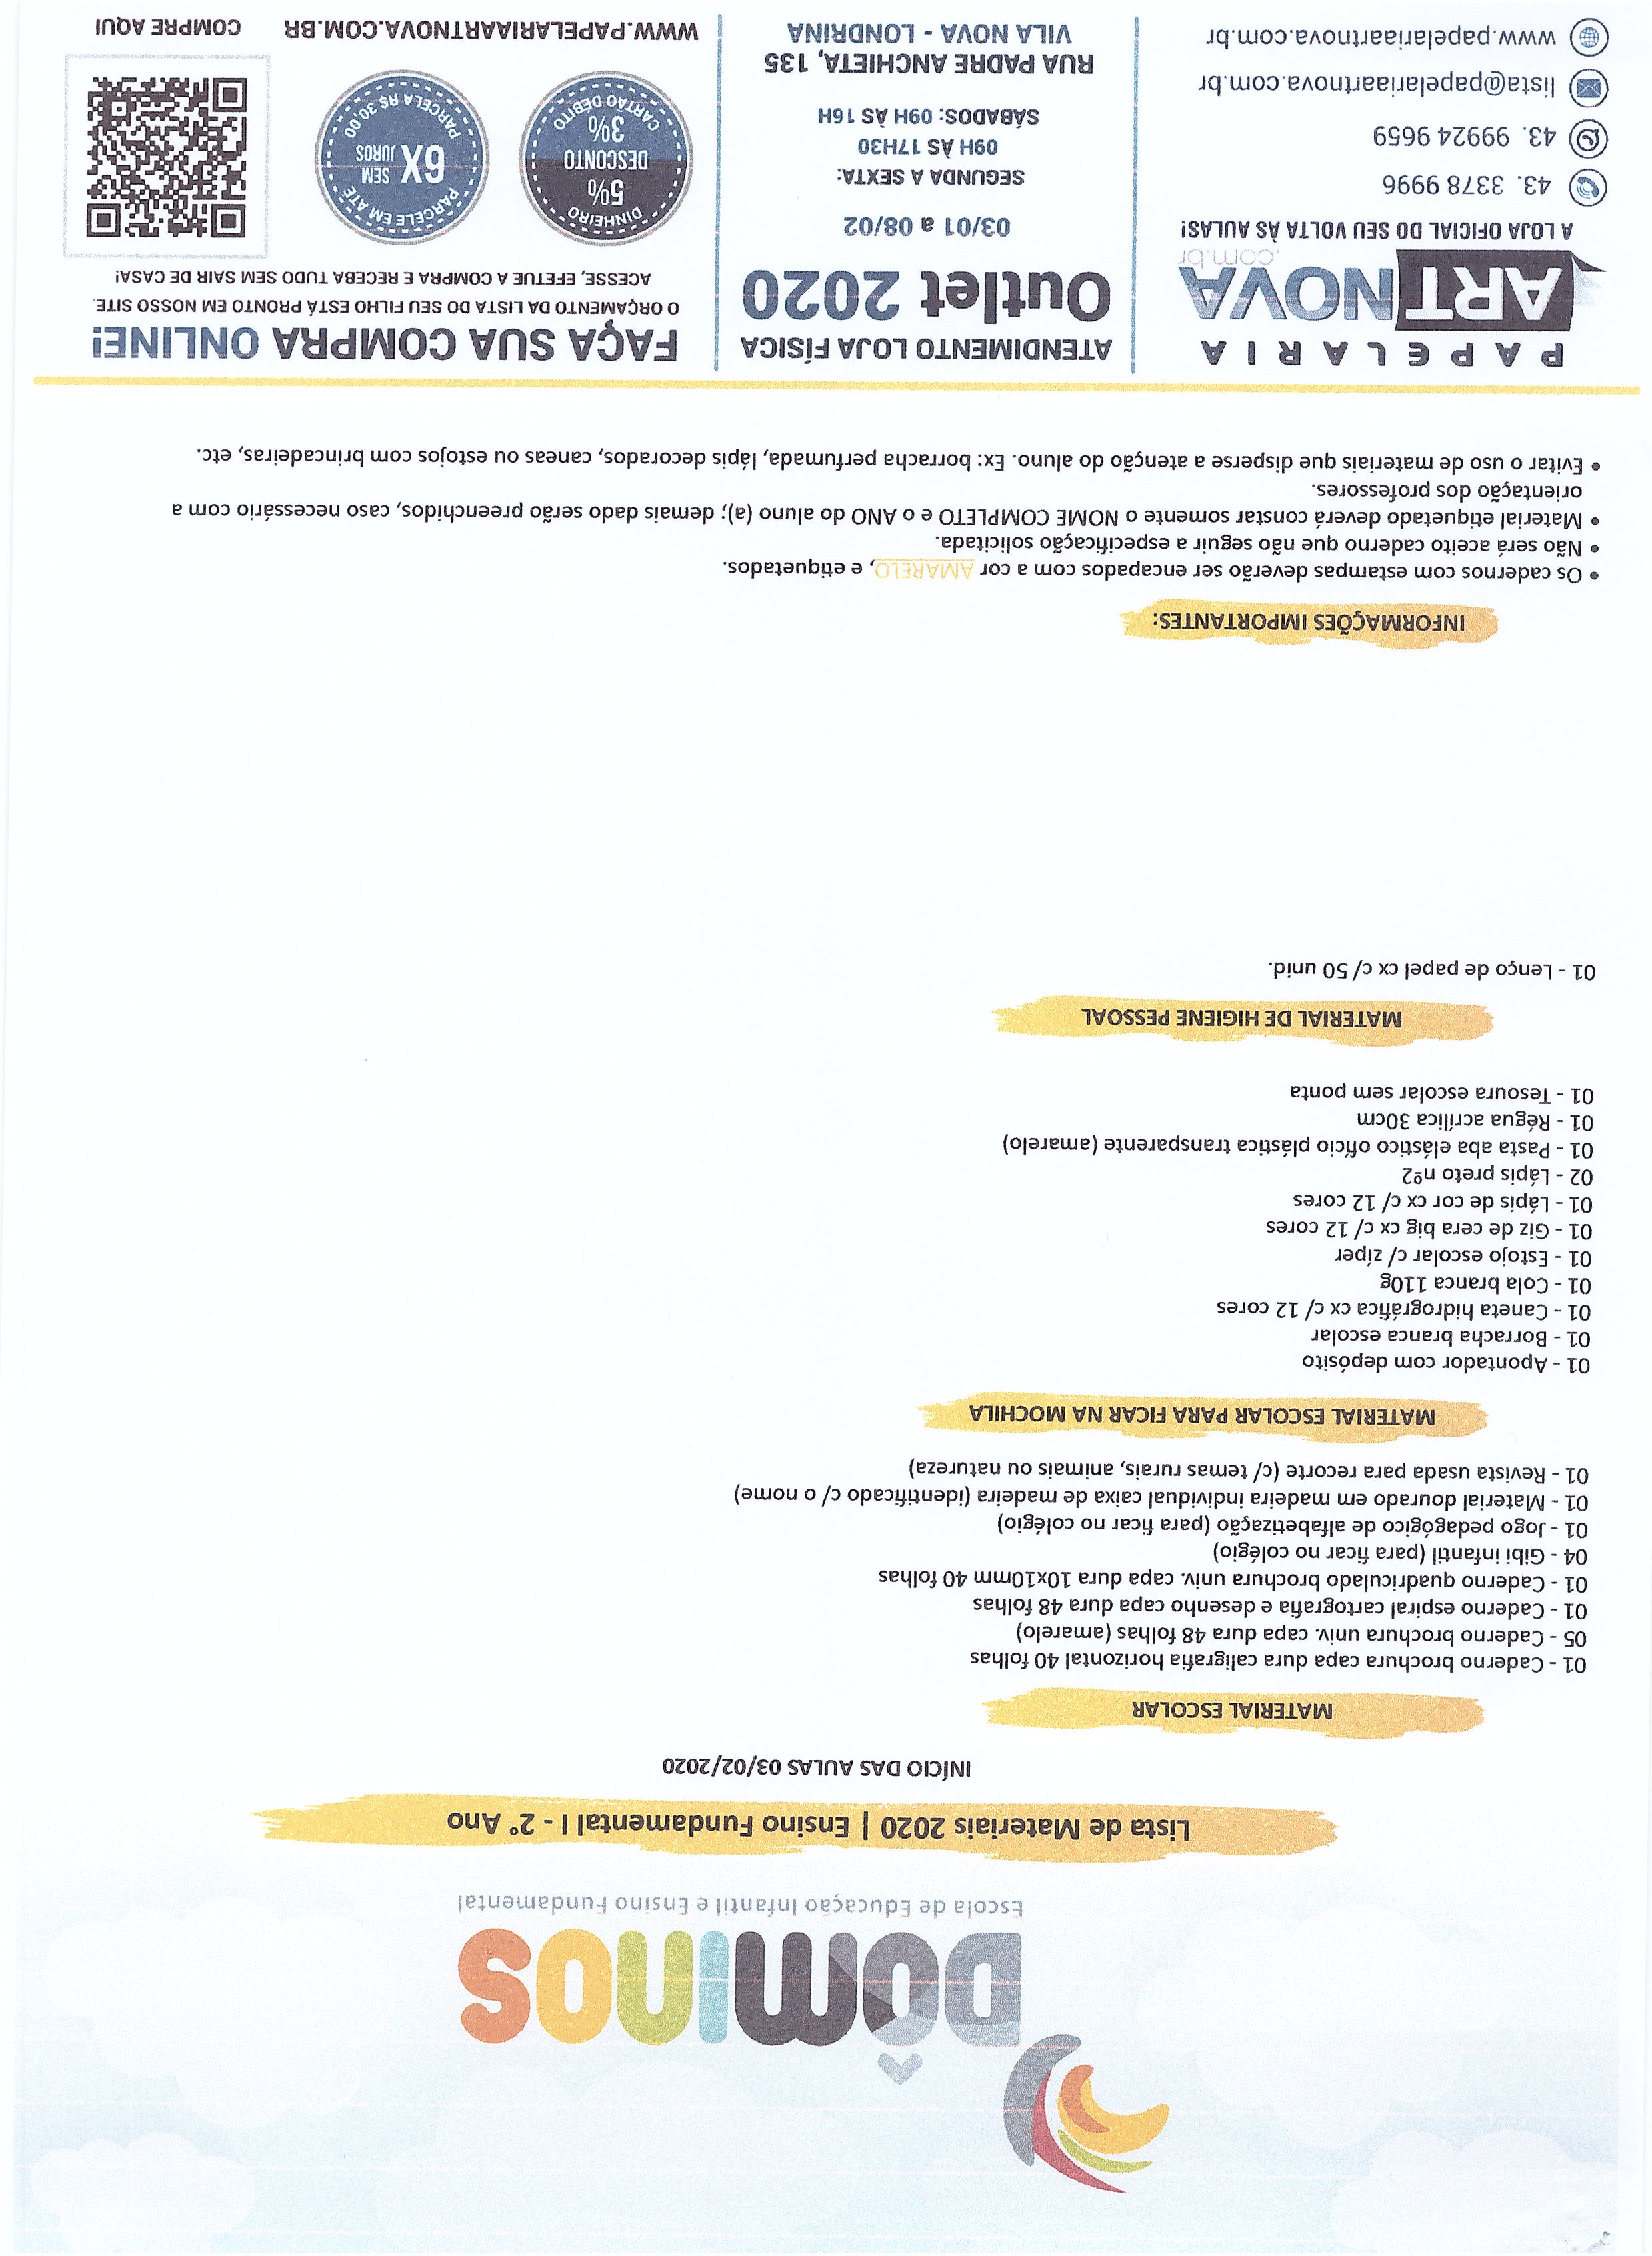 DÔMINOS
Escola de Educação Infantil e Ensino Fundamental
Lista de Materiais 2020 | Ensino Fundamental I - 2° Ano
INÍCIO DAS AULAS 03/02/2020
MATERIAL ESCOLAR
01 - Caderno brochura capa dura caligrafia horizontal 40 folhas
05 - Caderno brochura univ. capa dura 48 folhas (amarelo)
01 - Caderno espiral cartografia e desenho capa dura 48 folhas
01 - Caderno quadriculado brochura univ. capa dura 10x10mm 40 folhas
04 - Gibi infantil (para ficar no colégio)
01 - Jogo pedagógico de alfabetização (para ficar no colégio)
01 - Material dourado em madeira individual caixa de madeira (identificado c/ o nome)
01 - Revista usada para recorte (c/ temas rurais, animais ou natureza)
MATERIAL ESCOLAR PARA FICAR NA MOCHILA
01 - Apontador com depósito
01 - Borracha branca escolar
01 - Caneta hidrográfica cx c/ 12 cores
01 - Cola branca 110g
01 - Estojo escolar c/ zíper
01 - Giz de cera big cx c/ 12 cores
01 - Lápis de cor cx c/ 12 cores
02 - Lápis preto nº2
01 - Pasta aba elástico ofício plástica transparente (amarelo)
01 - Régua acrílica 30cm
01 - Tesoura escolar sem ponta
MATERIAL DE HIGIENE PESSOAL
01 - Lenço de papel cx c/ 50 unid.
INFORMAÇÕES IMPORTANTES:
• Os cadernos com estampas deverão ser encapados com a cor AMARELO, e etiquetados.
• Não será aceito caderno que não seguir a especificação solicitada.
• Material etiquetado deverá constar somente o NOME COMPLETO e o ANO do aluno (a); demais dado serão preenchidos, caso necessário com a
orientação dos professores.
• Evitar o uso de materiais que disperse a atenção do aluno. Ex: borracha perfumada, lápis decorados, caneas ou estojos com brincadeiras, etc.
PAPELARIA
ARTNOVA
.com.br
A LOJA OFICIAL DO SEU VOLTA ÀS AULAS!
43. 3378 9996
43. 99924 9659
lista@papelariaartnova.com.br
www.papelariaartnova.com.br
ATENDIMENTO LOJA FÍSICA
Outlet 2020
03/01 a 08/02
SEGUNDA A SEXTA:
09H ÀS 17H30
SÁBADOS: 09H ÀS 16H
RUA PADRE ANCHIETA, 135
VILA NOVA - LONDRINA
FAÇA SUA COMPRA ONLINE!
O ORÇAMENTO DA LISTA DO SEU FILHO ESTÁ PRONTO EM NOSSO SITE.
ACESSE, EFETUE A COMPRA E RECEBA TUDO SEM SAIR DE CASA!
DINHEIRO
5%
DESCONTO
3%
CARTÃO DÉBITO
PARCELE EM ATÉ
6X SEM
JUROS
PARCELA R$ 30,00
WWW.PAPELARIAARTNOVA.COM.BR
COMPRE AQUI